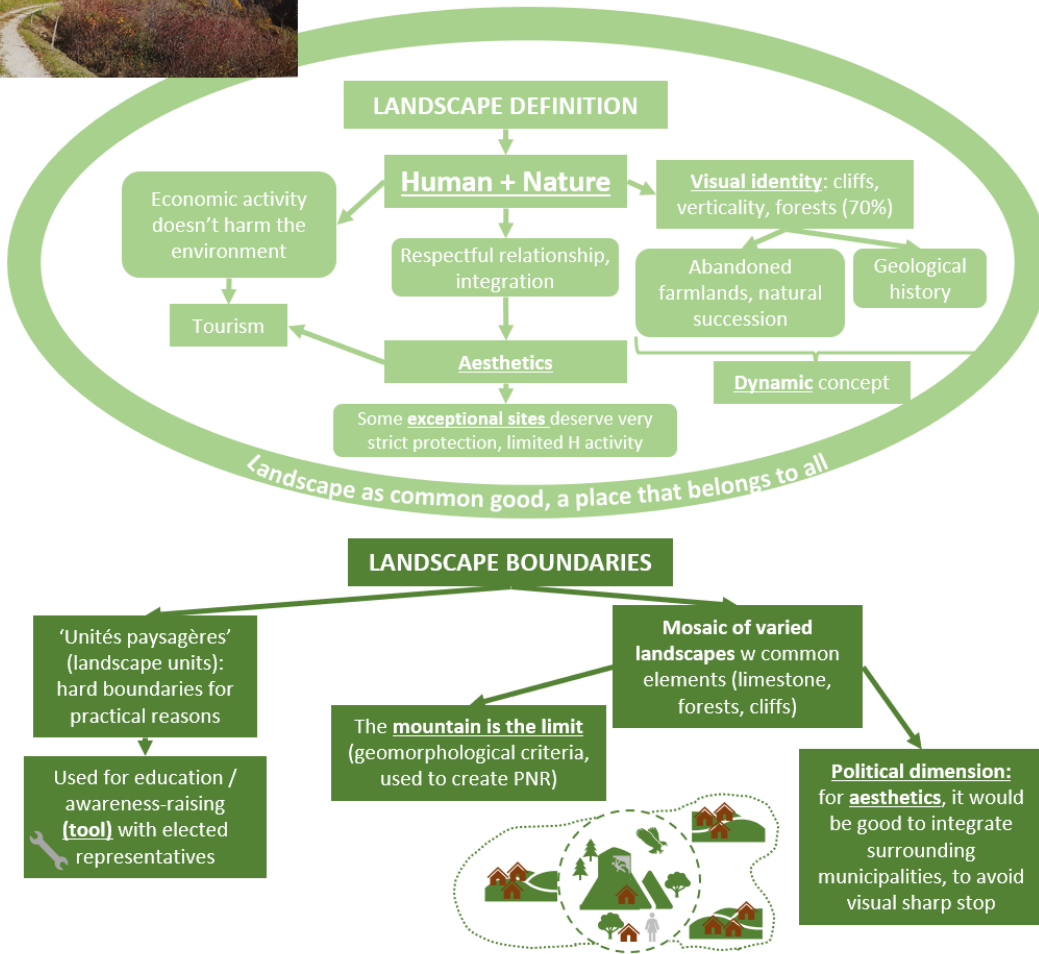 LANDSCAPE DEFINITION
Human + Nature
Economic activity
doesn't harm the
environment
Tourism
Respectful relationship,
integration
Aesthetics
Some exceptional sites deserve very
strict protection, limited H activity
Visual identity: cliffs,
verticality, forests (70%)
Abandoned
farmlands, natural
succession
Geological
history
Dynamic concept
Landscape as common good, a place that belongs to all
LANDSCAPE BOUNDARIES
'Unités paysagères'
(landscape units):
hard boundaries for
practical reasons
Used for education /
awareness-raising
(tool) with elected
representatives
Mosaic of varied
landscapes w common
elements (limestone,
forests, cliffs)
The mountain is the limit
(geomorphological criteria,
used to create PNR)
Political dimension:
for aesthetics, it would
be good to integrate
surrounding
municipalities, to avoid
visual sharp stop